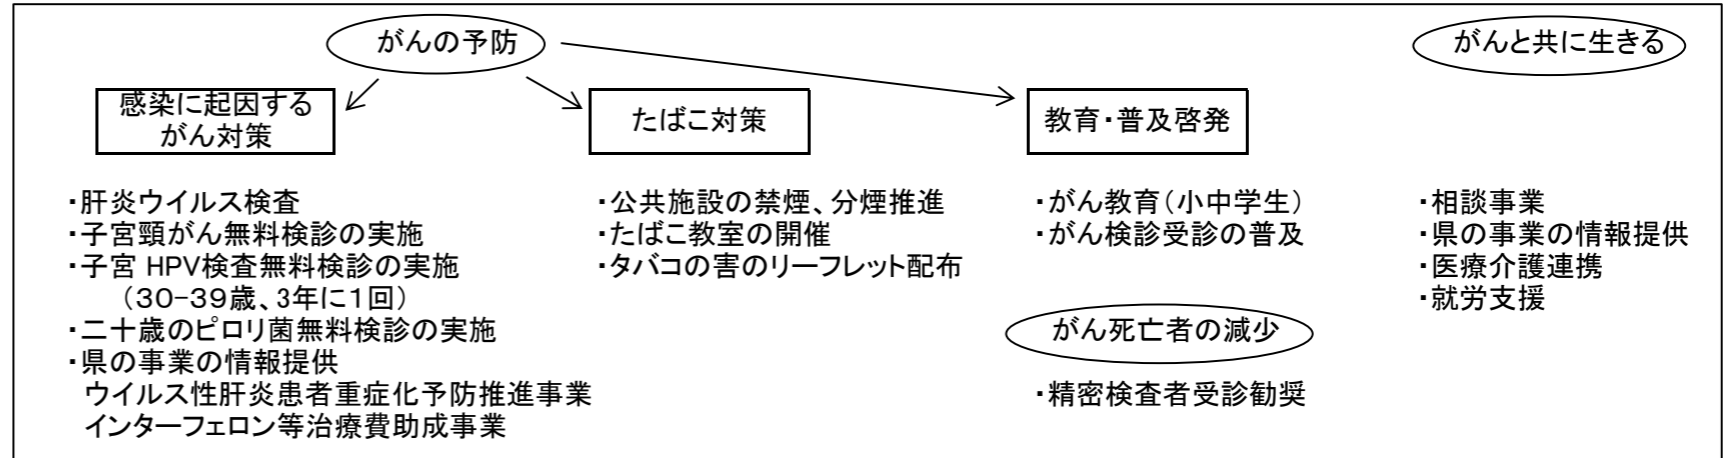 がんの予防
がんと共に生きる
感染に起因する
がん対策
たばこ対策
教育・普及啓発
・肝炎ウイルス検査
・子宮頸がん無料検診の実施
・子宮 HPV検査無料検診の実施
（３０－３９歳、3年に１回）
・二十歳のピロリ菌無料検診の実施
・県の事業の情報提供
ウイルス性肝炎患者重症化予防推進事業
インターフェロン等治療費助成事業
・公共施設の禁煙、分煙推進
・たばこ教室の開催
・タバコの害のリーフレット配布
・がん教育（小中学生）
・がん検診受診の普及
がん死亡者の減少
・精密検査者受診勧奨
・相談事業
・県の事業の情報提供
・医療介護連携
・就労支援